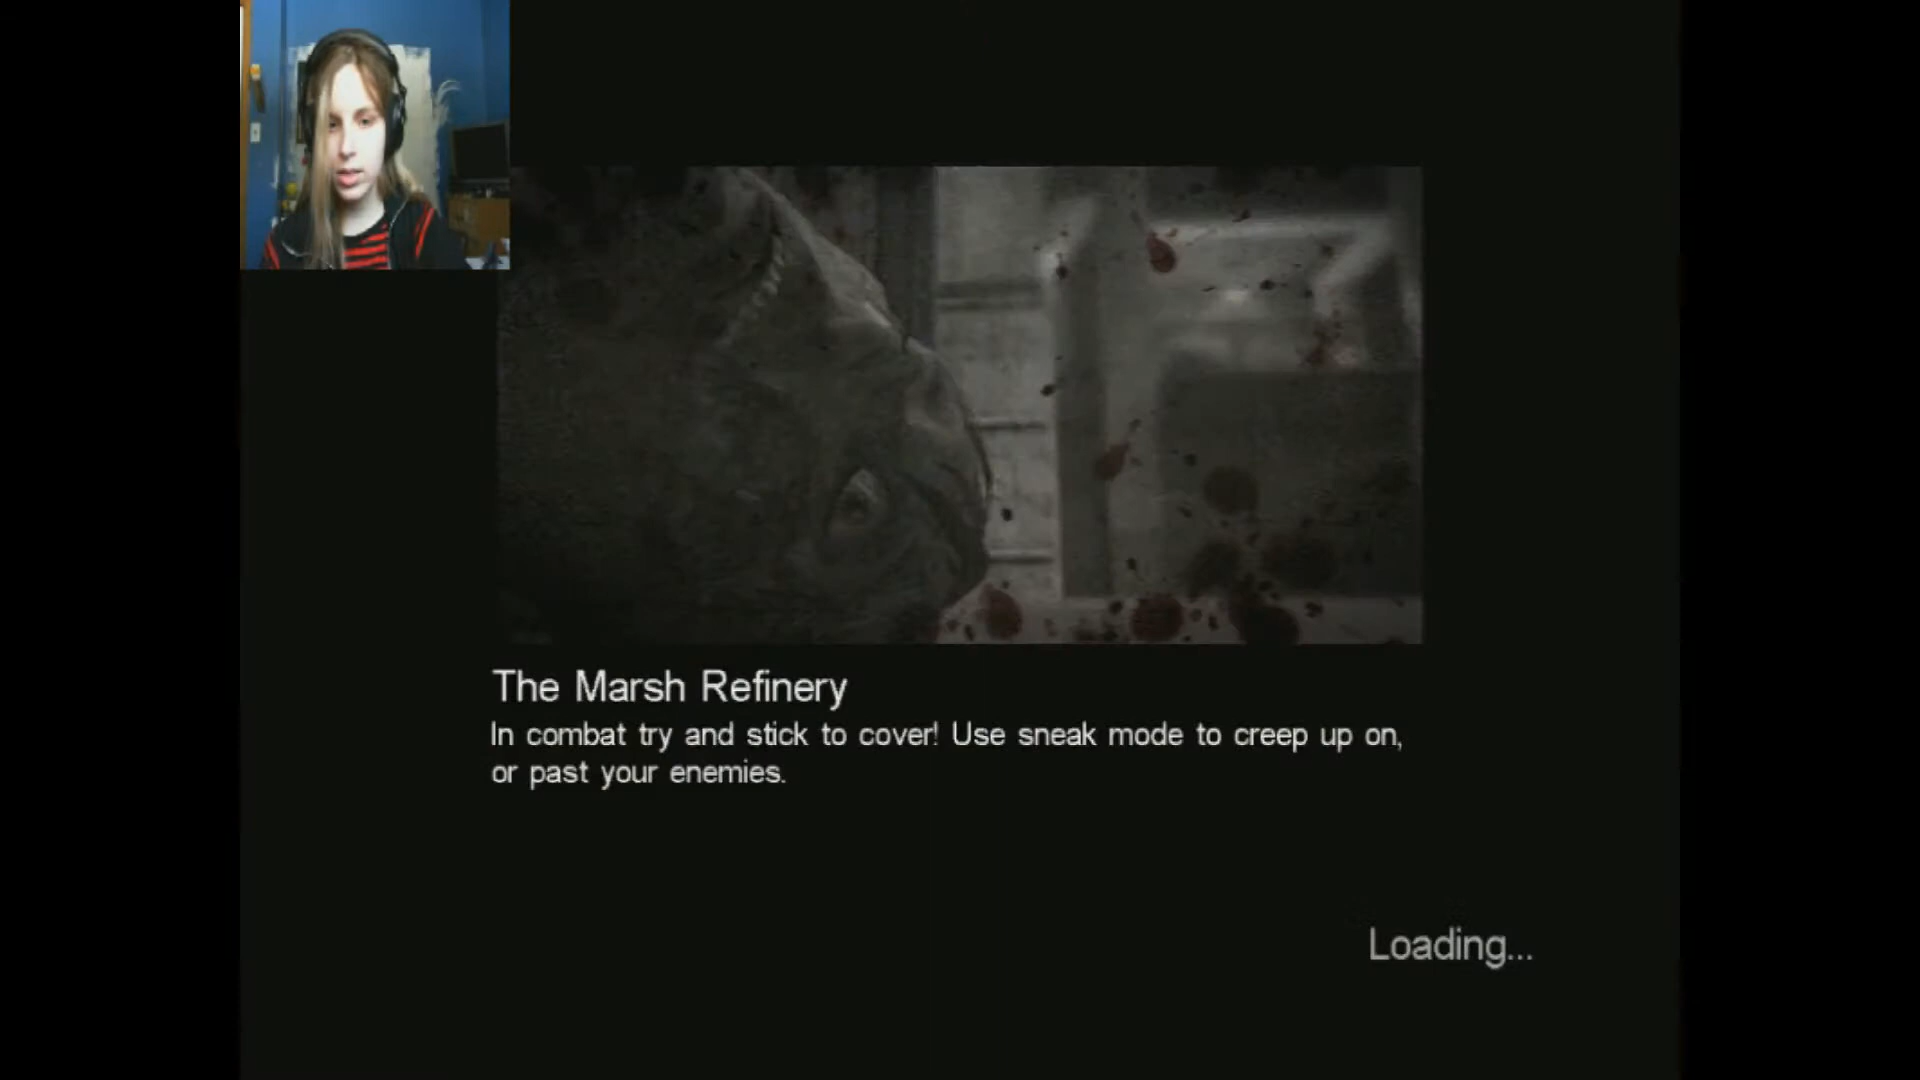 The Marsh Refinery
In combat try and stick to cover! Use sneak mode to creep up on,
or past your enemies.
Loading...